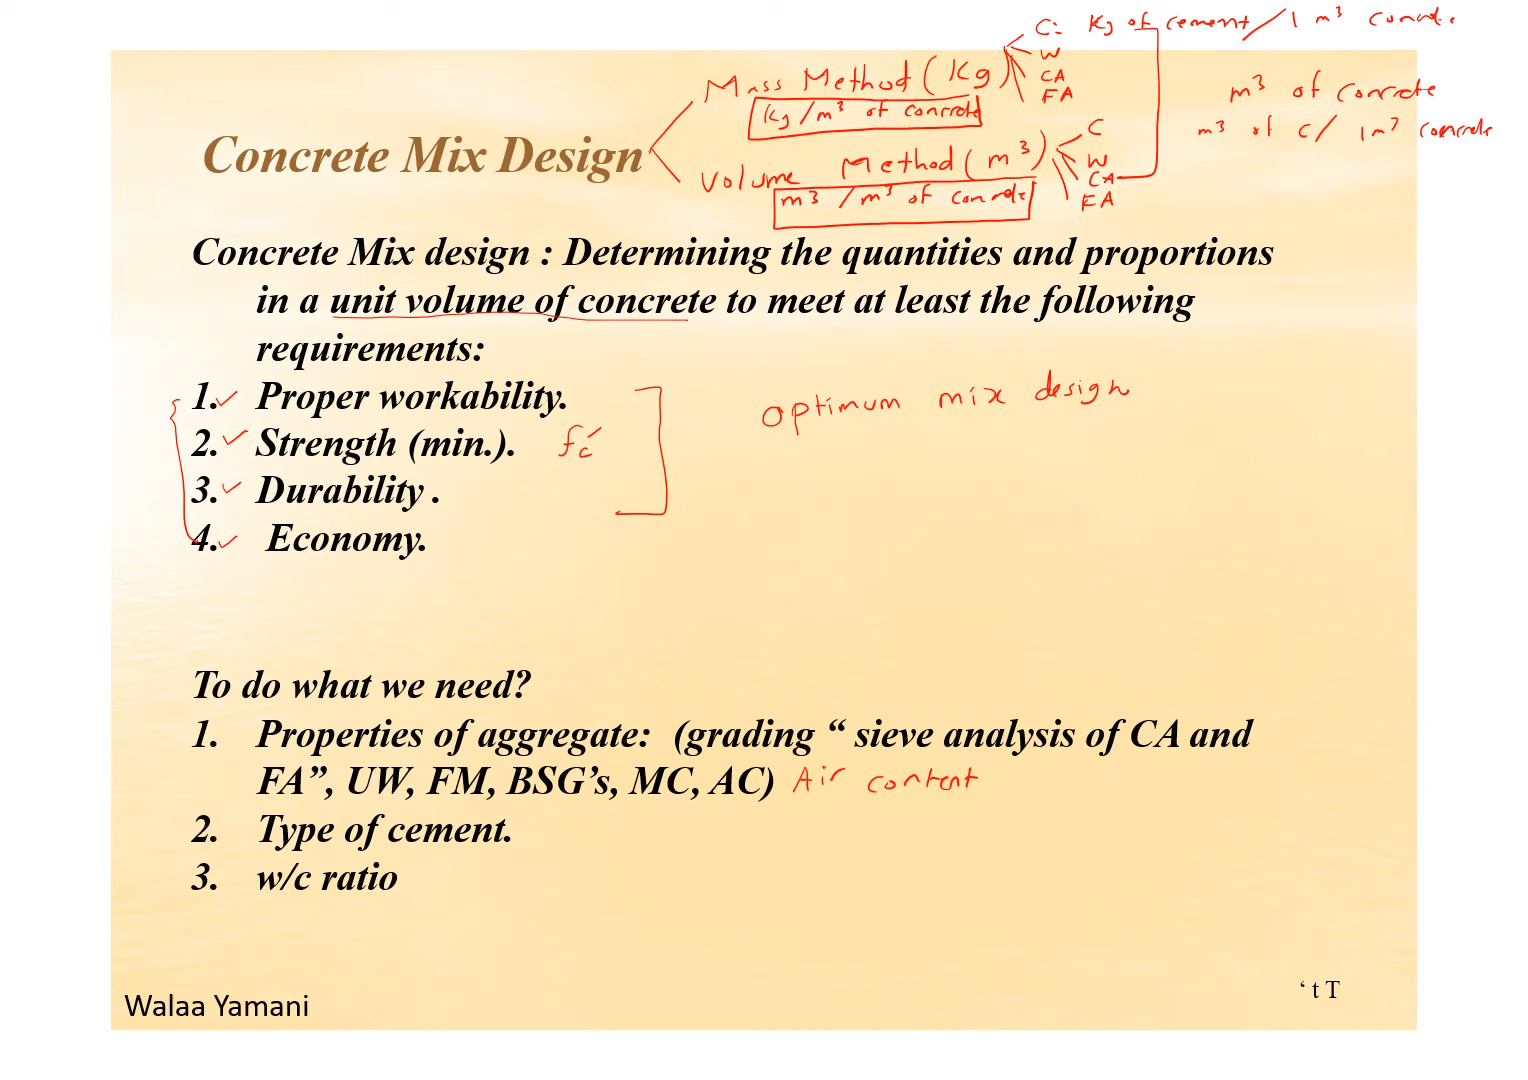 C: Kg of cement / 1 m³ concrete
W
CA
FA
Mass Method (Kg)
Kg/m³ of concrete
m³ of concrete
m³ of C / 1m³ concrete
Concrete Mix Design
Volume Method (m³)
m³ /m³ of concrete
C
W
CA
FA
Concrete Mix design : Determining the quantities and proportions
in a unit volume of concrete to meet at least the following
requirements:
1. Proper workability.
2. Strength (min.). fc'
3. Durability .
4. Economy.
optimum mix design
To do what we need?
1. Properties of aggregate: (grading “ sieve analysis of CA and
FA”, UW, FM, BSG’s, MC, AC) Air content
2. Type of cement.
3. w/c ratio
Walaa Yamani
‘ t T